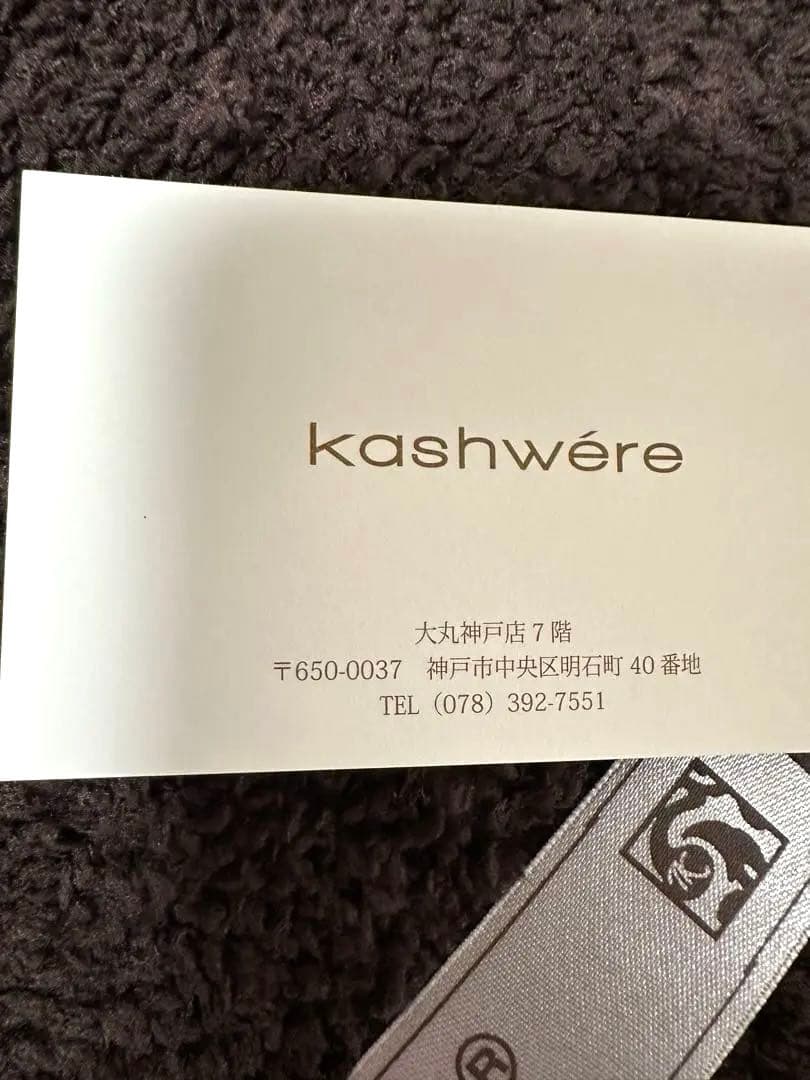 kashwére
大丸神戸店7階
〒650-0037 神戸市中央区明石町 40 番地
TEL（078）392-7551
®